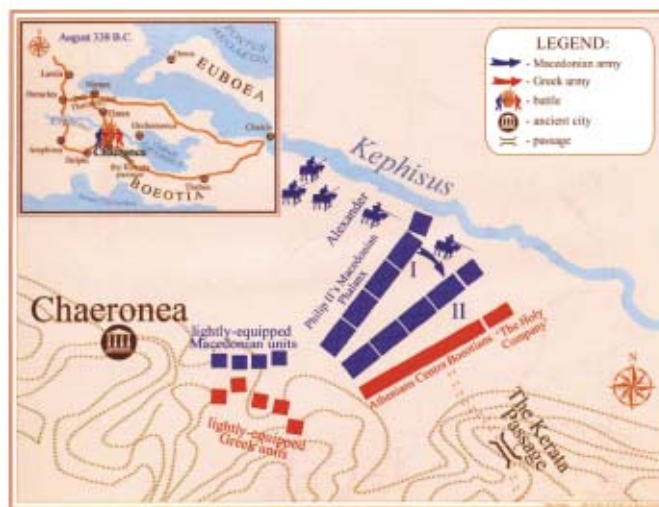 August 338 B.C.
EUBOEA
Lamia
Thebes
Chaeronea
BOEOTIA
LEGEND:
- Macedonian army
- Greek army
- battle
- ancient city
- passage
Kephisus
Alexander
Philip II's Macedonian
Phalanx
I
II
Chaeronea
lightly-equipped
Macedonian units
lightly-equipped
Greek units
Athenians Centre Boeotians
'The Holy
Company'
The Kerata
Passage
N